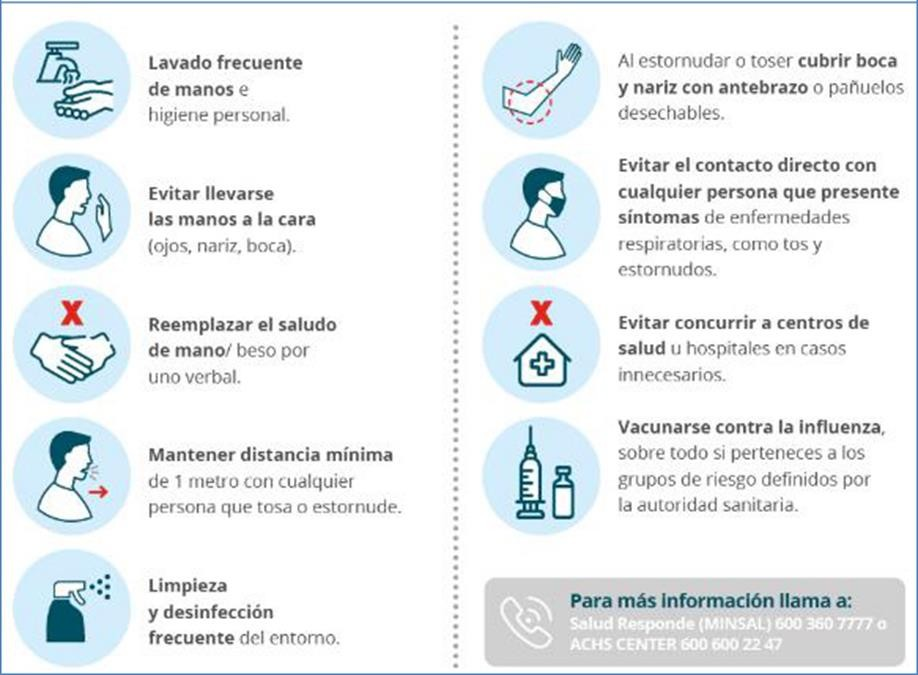 Lavado frecuente
de manos e
higiene personal.
Evitar llevarse
las manos a la cara
(ojos, nariz, boca).
X
Reemplazar el saludo
de mano/ beso por
uno verbal.
Mantener distancia mínima
de 1 metro con cualquier
persona que tosa o estornude.
Limpieza
y desinfección
frecuente del entorno.
Al estornudar o toser cubrir boca
y nariz con antebrazo o pañuelos
desechables.
Evitar el contacto directo con
cualquier persona que presente
síntomas de enfermedades
respiratorias, como tos y
estornudos.
X
Evitar concurrir a centros de
salud u hospitales en casos
innecesarios.
Vacunarse contra la influenza,
sobre todo si perteneces a los
grupos de riesgo definidos por
la autoridad sanitaria.
Para más información llama a:
Salud Responde (MINSAL) 600 360 7777 o
ACHS CENTER 600 600 22 47